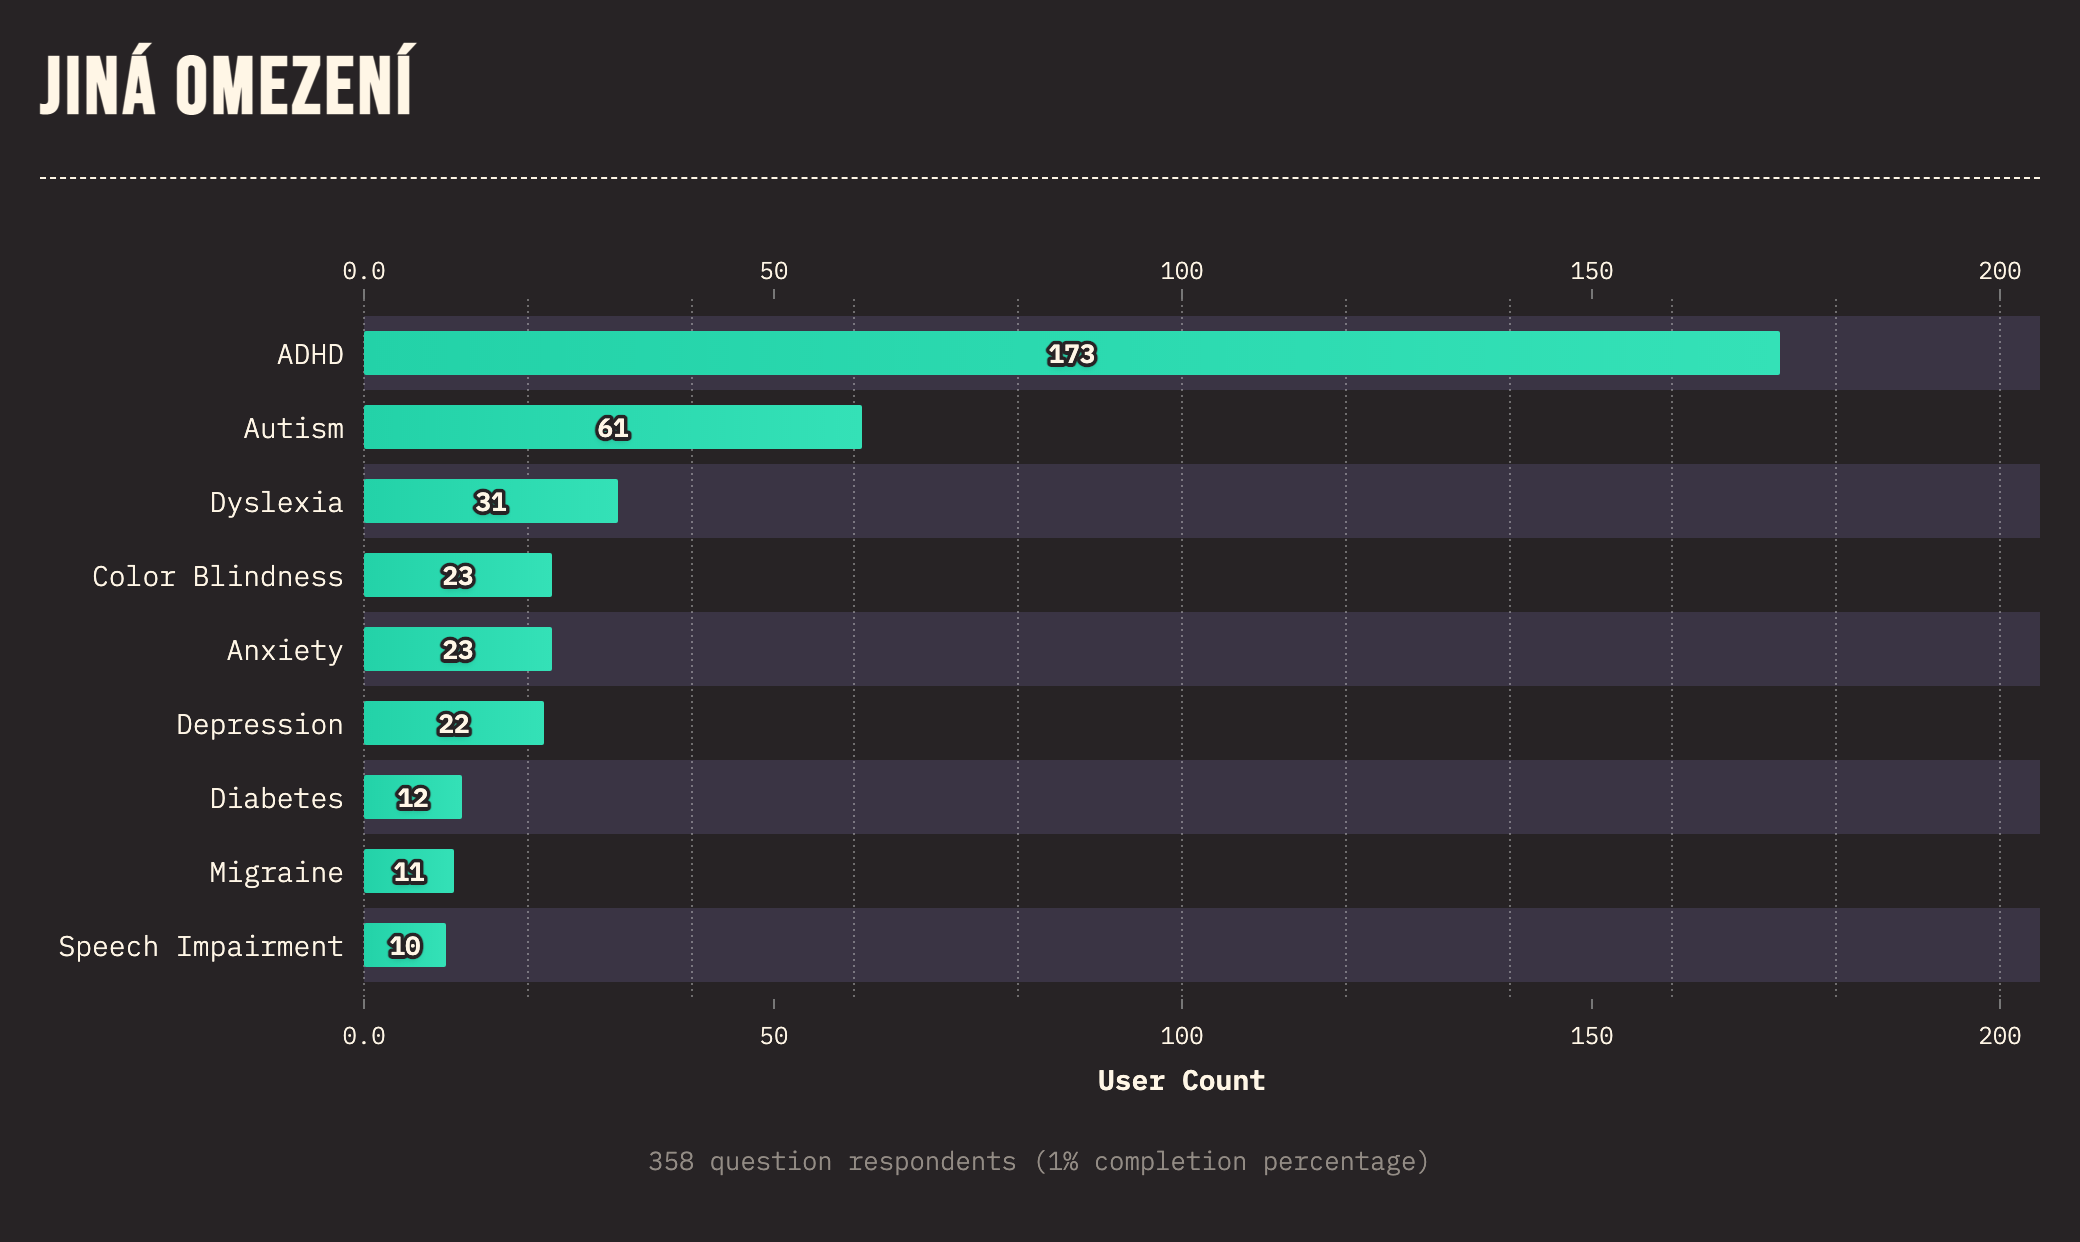 JINÁ OMEZENÍ
0.0 50 100 150 200
ADHD 173
Autism 61
Dyslexia 31
Color Blindness 23
Anxiety 23
Depression 22
Diabetes 12
Migraine 11
Speech Impairment 10
0.0 50 100 150 200
User Count
358 question respondents (1% completion percentage)